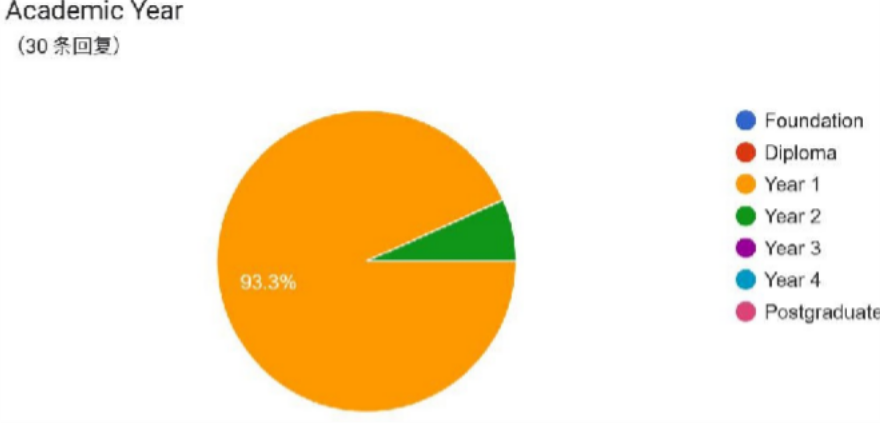 Academic Year
（30 条回复）
Foundation
Diploma
Year 1
Year 2
93.3%
Year 3
Year 4
Postgraduate